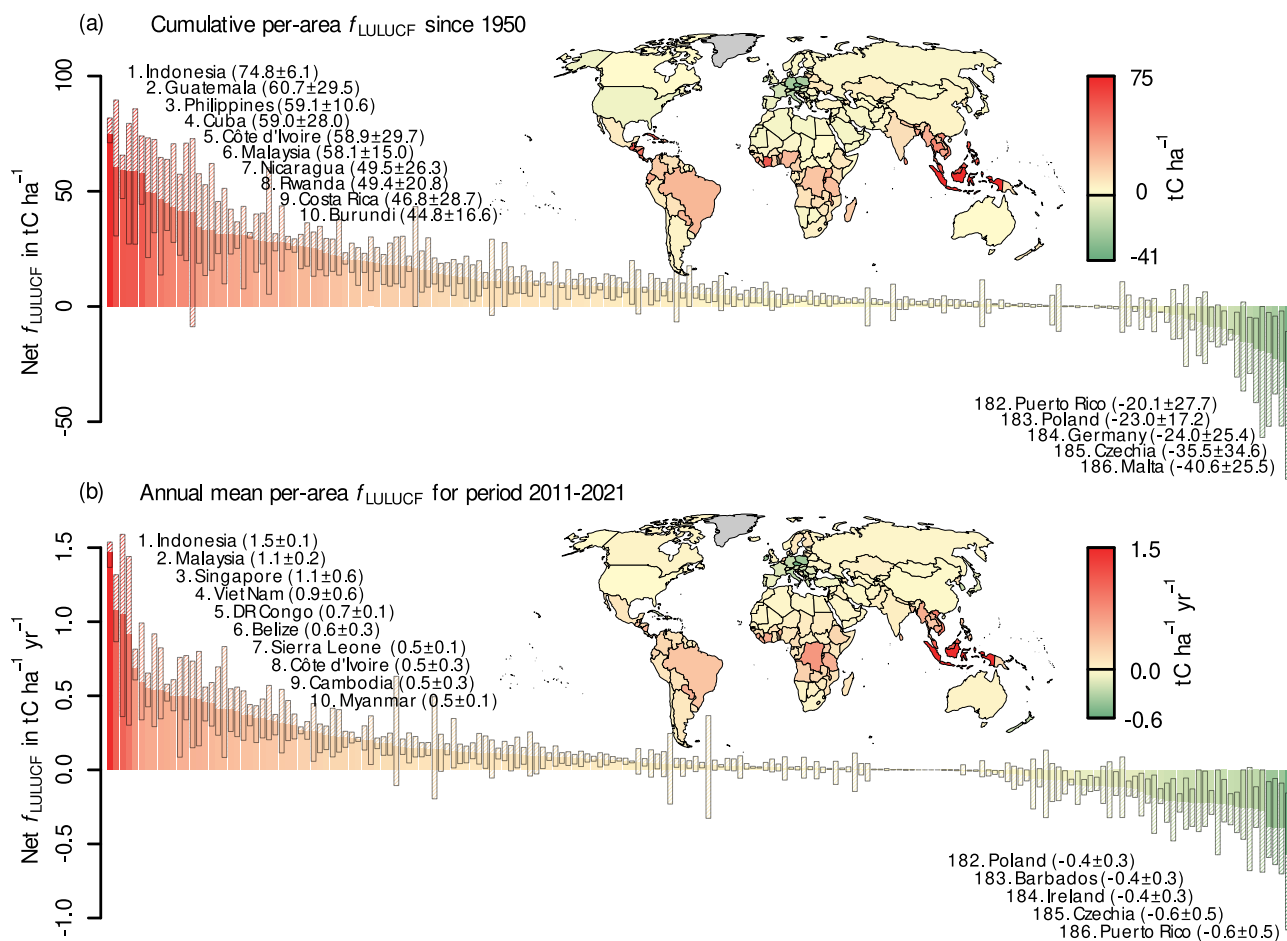 (a) Cumulative per-area fLULUCF since 1950
Net fLULUCF in tC ha⁻¹
100
50
0
-50
1. Indonesia (74.8±6.1)
2. Guatemala (60.7±29.5)
3. Philippines (59.1±10.6)
4. Cuba (59.0±28.0)
5. Côte d'Ivoire (58.9±29.7)
6. Malaysia (58.1±15.0)
7. Nicaragua (49.5±26.3)
8. Rwanda (49.4±20.8)
9. Costa Rica (46.8±28.7)
10. Burundi (44.8±16.6)
75
0
-41
tC ha⁻¹
182. Puerto Rico (-20.1±27.7)
183. Poland (-23.0±17.2)
184. Germany (-24.0±25.4)
185. Czechia (-35.5±34.6)
186. Malta (-40.6±25.5)
(b) Annual mean per-area fLULUCF for period 2011-2021
Net fLULUCF in tC ha⁻¹ yr⁻¹
1.5
1.0
0.5
0.0
-0.5
-1.0
1. Indonesia (1.5±0.1)
2. Malaysia (1.1±0.2)
3. Singapore (1.1±0.6)
4. Viet Nam (0.9±0.6)
5. DR Congo (0.7±0.1)
6. Belize (0.6±0.3)
7. Sierra Leone (0.5±0.1)
8. Côte d'Ivoire (0.5±0.3)
9. Cambodia (0.5±0.3)
10. Myanmar (0.5±0.1)
1.5
0.0
-0.6
tC ha⁻¹ yr⁻¹
182. Poland (-0.4±0.3)
183. Barbados (-0.4±0.3)
184. Ireland (-0.4±0.3)
185. Czechia (-0.6±0.5)
186. Puerto Rico (-0.6±0.5)